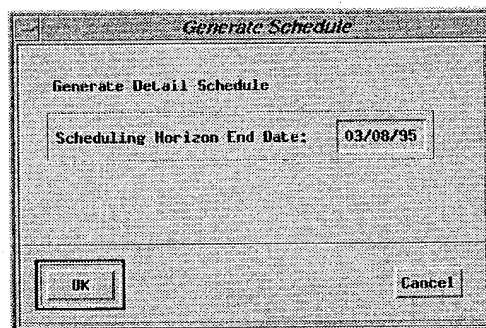 Generate Schedule
Generate Detail Schedule
Scheduling Horizon End Date: 03/08/95
OK Cancel